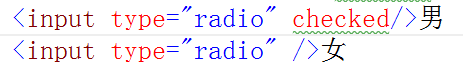 <input type="radio" checked/>男
<input type="radio" />女